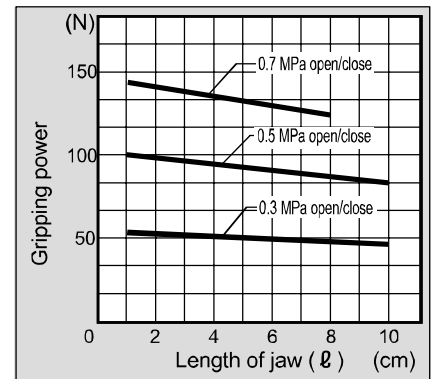 (N)
150
100
50
0
Gripping power
0.7 MPa open/close
0.5 MPa open/close
0.3 MPa open/close
2 4 6 8 10
Length of jaw ( ℓ ) (cm)